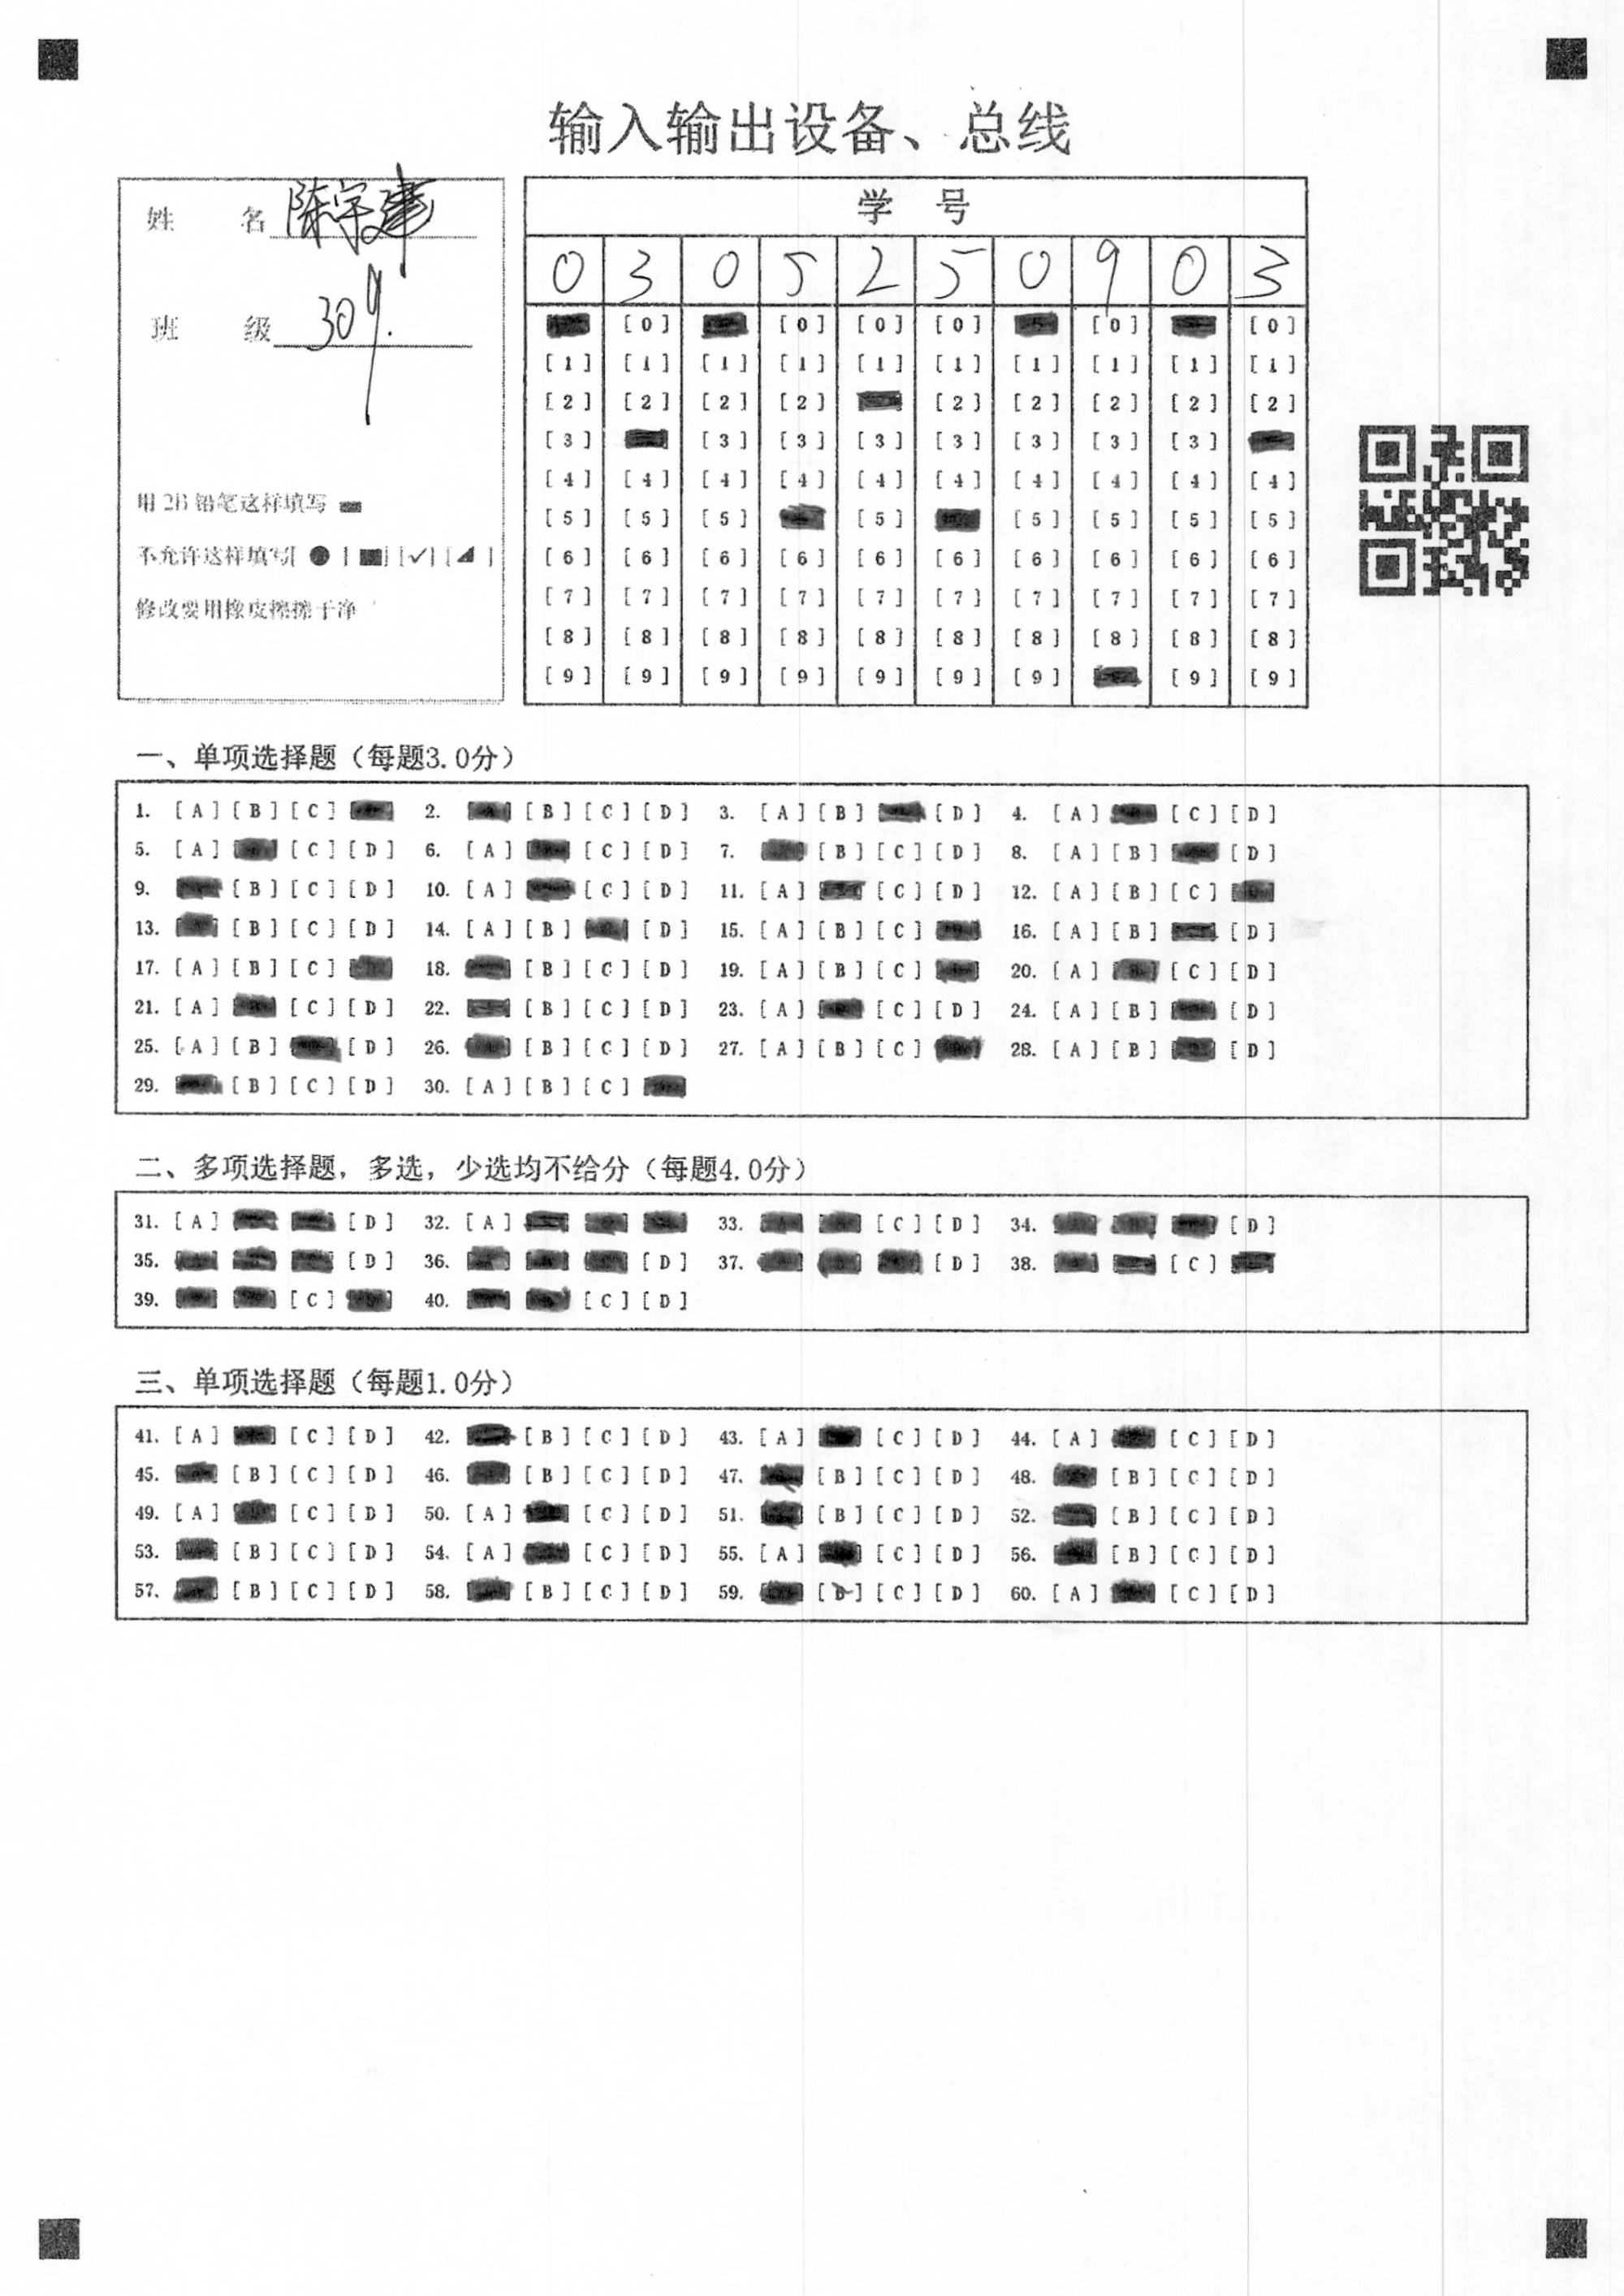 输入输出设备、总线
姓 名 陈宇建
班 级 309.
用 2B 铅笔这样填写
不允许这样填写[ ● ] [■] [✓] [◢ ]
修改要用橡皮擦擦干净
学 号
0 3 0 5 2 5 0 9 0 3
[0] [0] [0] [0] [0] [0]
[1] [1] [1] [1] [1] [1] [1] [1] [1] [1]
[2] [2] [2] [2] [2] [2] [2] [2] [2]
[3] [3] [3] [3] [3] [3] [3] [3]
[4] [4] [4] [4] [4] [4] [4] [4] [4] [4]
[5] [5] [5] [5] [5] [5] [5] [5]
[6] [6] [6] [6] [6] [6] [6] [6] [6] [6]
[7] [7] [7] [7] [7] [7] [7] [7] [7] [7]
[8] [8] [8] [8] [8] [8] [8] [8] [8] [8]
[9] [9] [9] [9] [9] [9] [9] [9] [9]
一、单项选择题（每题3.0分）
1. [A] [B] [C] 2. [B] [C] [D] 3. [A] [B] [D] 4. [A] [C] [D]
5. [A] [C] [D] 6. [A] [C] [D] 7. [B] [C] [D] 8. [A] [B] [D]
9. [B] [C] [D] 10. [A] [C] [D] 11. [A] [C] [D] 12. [A] [B] [C]
13. [B] [C] [D] 14. [A] [B] [D] 15. [A] [B] [C] 16. [A] [B] [D]
17. [A] [B] [C] 18. [B] [C] [D] 19. [A] [B] [C] 20. [A] [C] [D]
21. [A] [C] [D] 22. [B] [C] [D] 23. [A] [C] [D] 24. [A] [B] [D]
25. [A] [B] [D] 26. [B] [C] [D] 27. [A] [B] [C] 28. [A] [B] [D]
29. [B] [C] [D] 30. [A] [B] [C]
二、多项选择题，多选，少选均不给分（每题4.0分）
31. [A] [D] 32. [A] 33. [C] [D] 34. [D]
35. [D] 36. [D] 37. [D] 38. [C]
39. [C] 40. [C] [D]
三、单项选择题（每题1.0分）
41. [A] [C] [D] 42. [B] [C] [D] 43. [A] [C] [D] 44. [A] [C] [D]
45. [B] [C] [D] 46. [B] [C] [D] 47. [B] [C] [D] 48. [B] [C] [D]
49. [A] [C] [D] 50. [A] [C] [D] 51. [B] [C] [D] 52. [B] [C] [D]
53. [B] [C] [D] 54. [A] [C] [D] 55. [A] [C] [D] 56. [B] [C] [D]
57. [B] [C] [D] 58. [B] [C] [D] 59. [B] [C] [D] 60. [A] [C] [D]